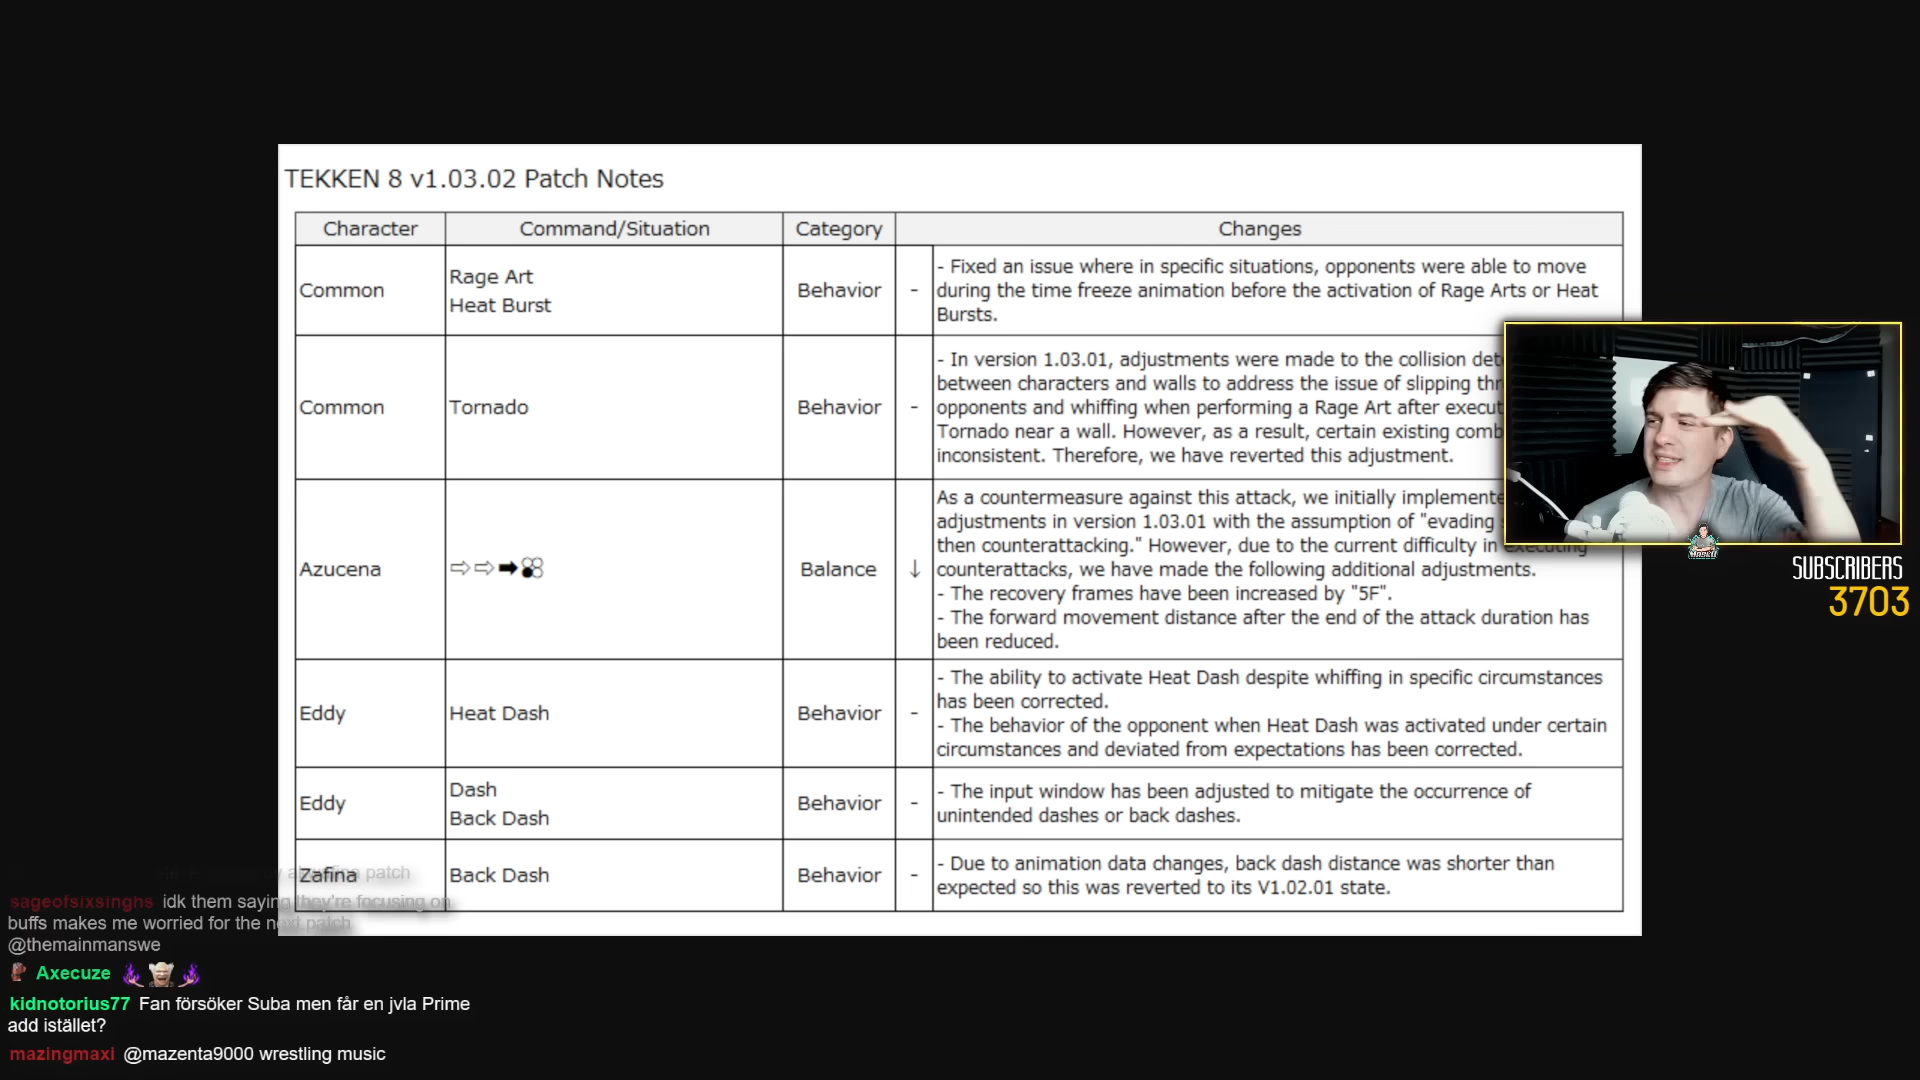 TEKKEN 8 v1.03.02 Patch Notes
Character Command/Situation Category Changes
Common Rage Art Heat Burst Behavior -
- Fixed an issue where in specific situations, opponents were able to move
during the time freeze animation before the activation of Rage Arts or Heat
Bursts.
Common Tornado Behavior -
- In version 1.03.01, adjustments were made to the collision
between characters and walls to address the issue of slipping
opponents and whiffing when performing a Rage Art after
Tornado near a wall. However, as a result, certain existing
inconsistent. Therefore, we have reverted this adjustment.
Azucena ⇨⇨➡ Balance ↓
As a countermeasure against this attack, we initially
adjustments in version 1.03.01 with the assumption of "evading
then counterattacking." However, due to the current difficulty in executing
counterattacks, we have made the following additional adjustments.
- The recovery frames have been increased by "5F".
- The forward movement distance after the end of the attack duration has
been reduced.
Eddy Heat Dash Behavior -
- The ability to activate Heat Dash despite whiffing in specific circumstances
has been corrected.
- The behavior of the opponent when Heat Dash was activated under certain
circumstances and deviated from expectations has been corrected.
Eddy Dash Back Dash Behavior -
- The input window has been adjusted to mitigate the occurrence of
unintended dashes or back dashes.
Zafina Back Dash Behavior -
- Due to animation data changes, back dash distance was shorter than
expected so this was reverted to its V1.02.01 state.
SUBSCRIBERS
3703
patch
sageofsixsinghs idk them saying they're focusing on
buffs makes me worried for the next patch
@themainmanswe
Axecuze
kidnotorius77 Fan försöker Suba men får en jvla Prime
add istället?
mazingmaxi @mazenta9000 wrestling music